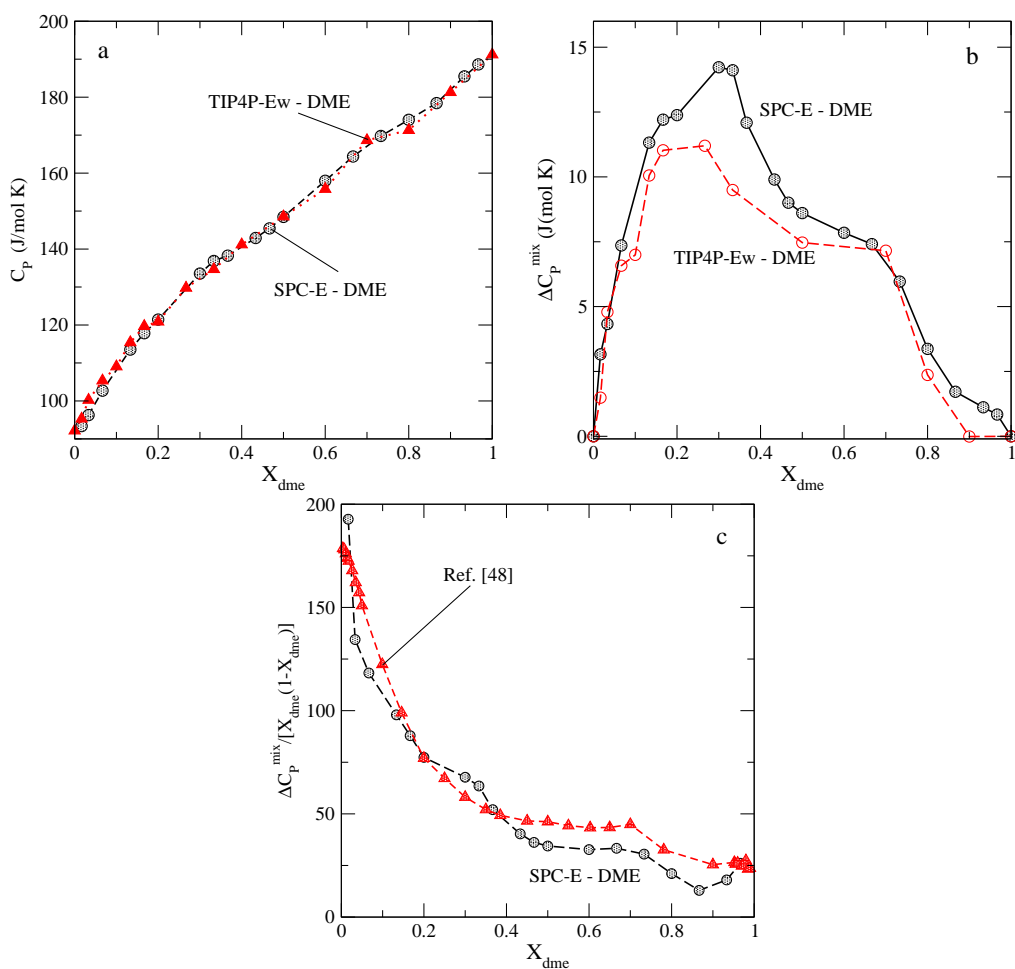 a
200
180
160
140
120
100
C_P (J/mol K)
TIP4P-Ew - DME
SPC-E - DME
0 0.2 0.4 0.6 0.8 1
X_dme
b
15
10
5
0
ΔC_P^mix J(mol K)
SPC-E - DME
TIP4P-Ew - DME
0 0.2 0.4 0.6 0.8 1
X_dme
c
200
150
100
50
0
ΔC_P^mix/[X_dme(1-X_dme)]
Ref. [48]
SPC-E - DME
0 0.2 0.4 0.6 0.8 1
X_dme